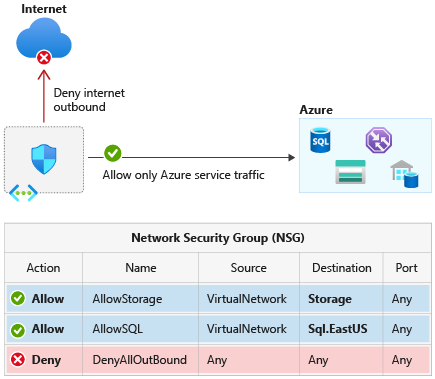 Internet
Deny internet
outbound
Azure
SQL
Allow only Azure service traffic
Network Security Group (NSG)
Action Name Source Destination Port
Allow AllowStorage VirtualNetwork Storage Any
Allow AllowSQL VirtualNetwork Sql.EastUS Any
Deny DenyAllOutBound Any Any Any